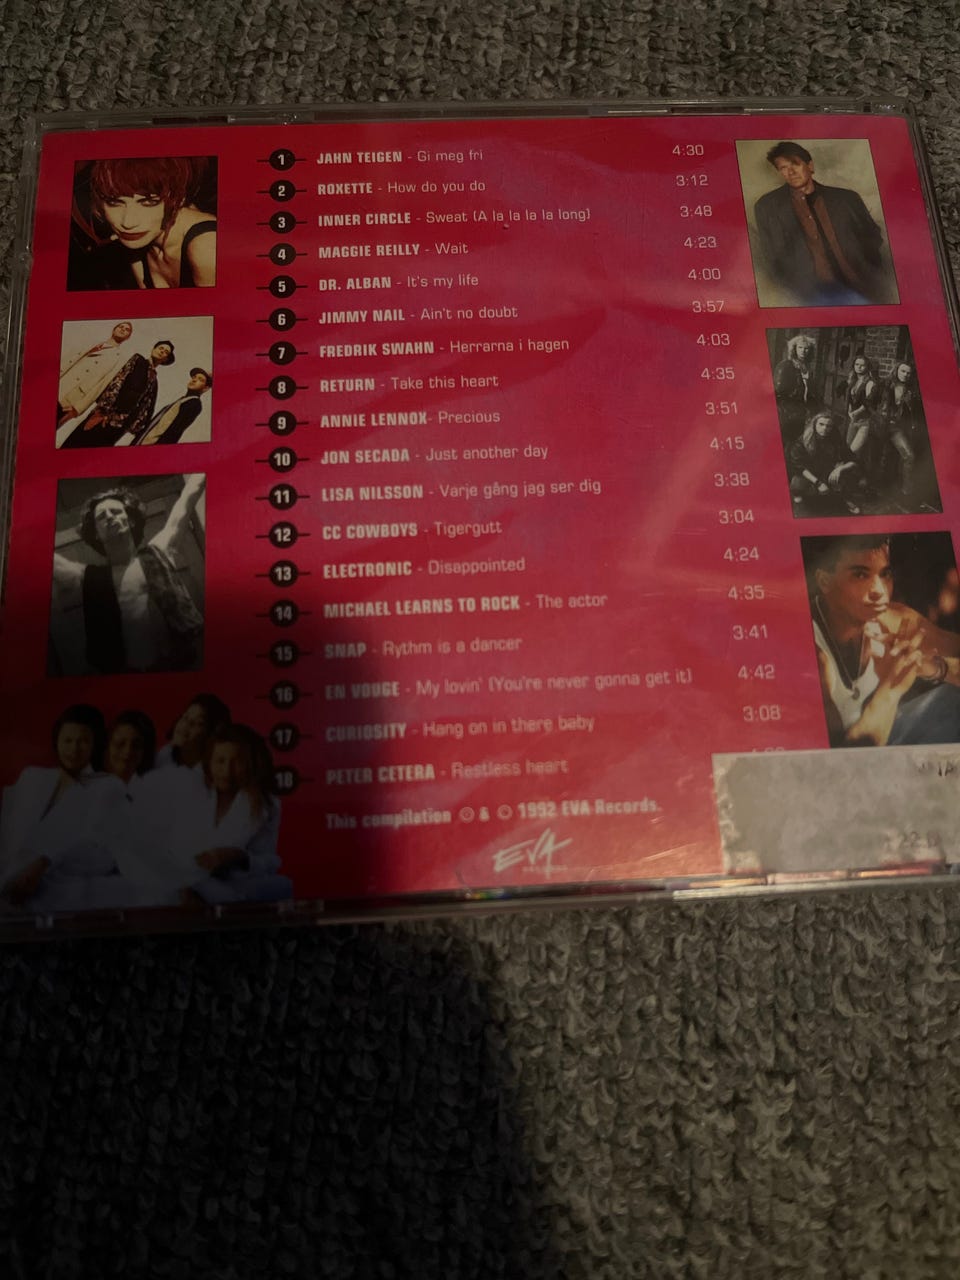 1 JAHN TEIGEN - Gi meg fri 4:30
2 ROXETTE - How do you do 3:12
3 INNER CIRCLE - Sweat (A la la la la long) 3:48
4 MAGGIE REILLY - Wait 4:23
5 DR. ALBAN - It's my life 4:00
6 JIMMY NAIL - Ain't no doubt 3:57
7 FREDRIK SWAHN - Herrarna i hagen 4:03
8 RETURN - Take this heart 4:35
9 ANNIE LENNOX- Precious 3:51
10 JON SECADA - Just another day 4:15
11 LISA NILSSON - Varje gång jag ser dig 3:38
12 CC COWBOYS - Tigergutt 3:04
13 ELECTRONIC - Disappointed 4:24
14 MICHAEL LEARNS TO ROCK - The actor 4:35
15 SNAP - Rythm is a dancer 3:41
16 EN VOUGE - My lovin' (You're never gonna get it) 4:42
17 CURIOSITY - Hang on in there baby 3:08
18 PETER CETERA - Restless heart
This compilation ℗ & © 1992 EVA Records.
EVA